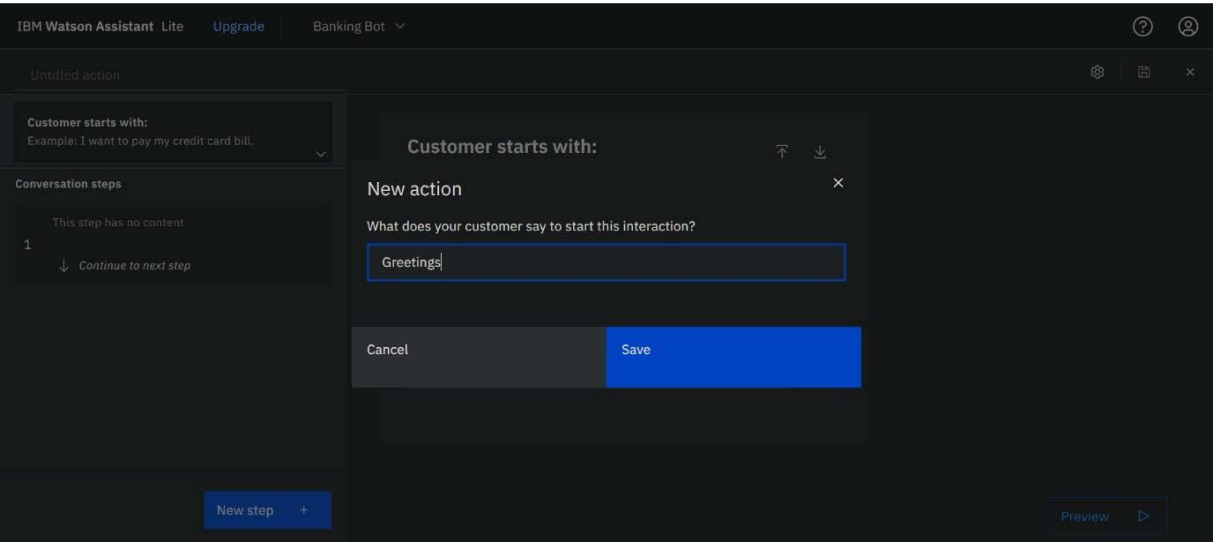 IBM Watson Assistant Lite Upgrade Banking Bot
Untitled action
Customer starts with:
Example: I want to pay my credit card bill.
Conversation steps
This step has no content
1
Continue to next step
New step +
Customer starts with:
New action
What does your customer say to start this interaction?
Greetings
Cancel Save
Preview